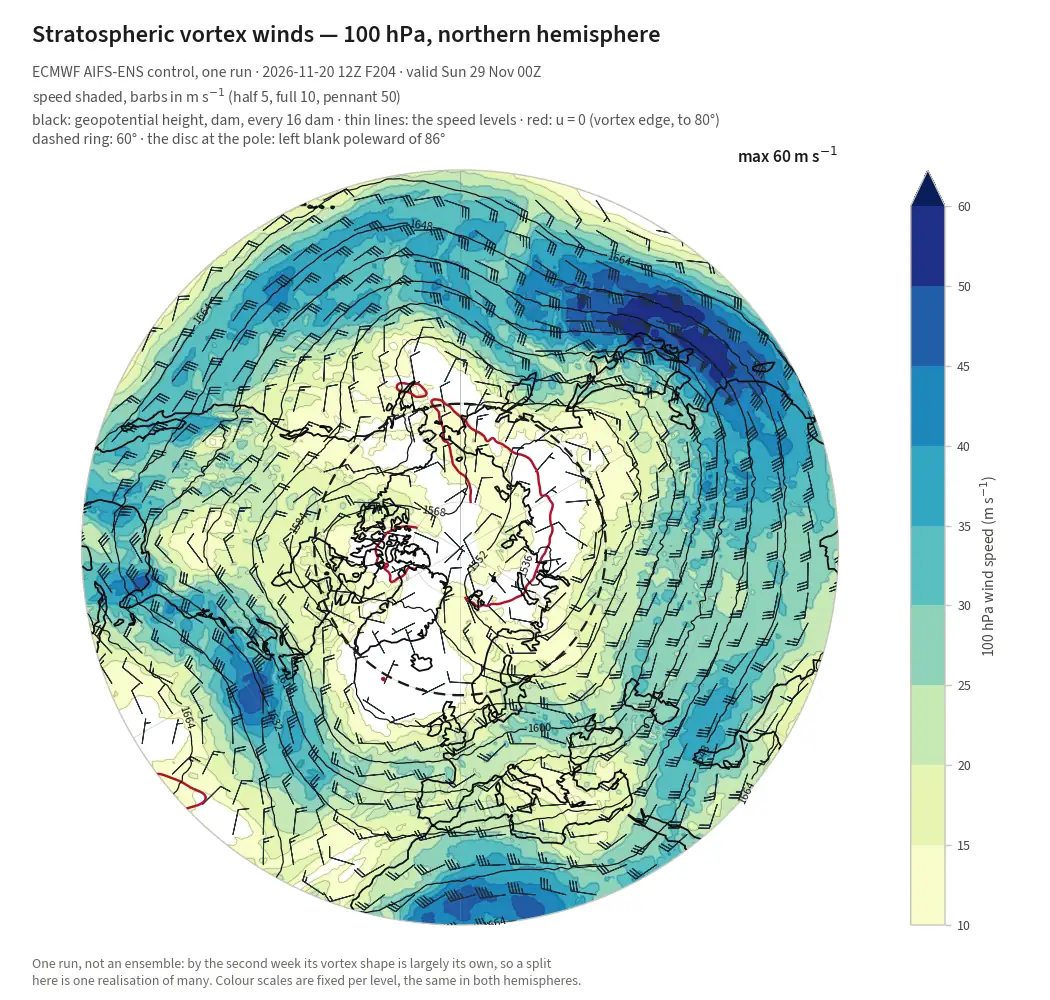 Stratospheric vortex winds — 100 hPa, northern hemisphere
ECMWF AIFS-ENS control, one run · 2026-11-20 12Z F204 · valid Sun 29 Nov 00Z
speed shaded, barbs in m s⁻¹ (half 5, full 10, pennant 50)
black: geopotential height, dam, every 16 dam · thin lines: the speed levels · red: u = 0 (vortex edge, to 80°)
dashed ring: 60° · the disc at the pole: left blank poleward of 86°
max 60 m s⁻¹
60
50
45
40
35
30
25
20
15
10
100 hPa wind speed (m s⁻¹)
1648
1664
1664
1568
1552
1536
1664
1600
1664
1664
One run, not an ensemble: by the second week its vortex shape is largely its own, so a split
here is one realisation of many. Colour scales are fixed per level, the same in both hemispheres.